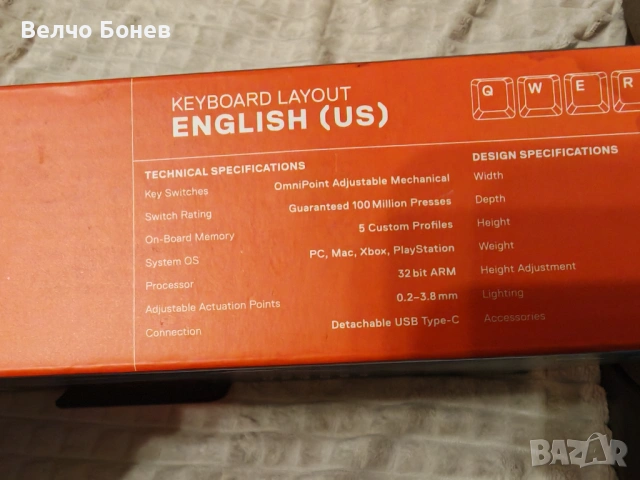 Велчо Бонев
KEYBOARD LAYOUT
ENGLISH (US)
Q W E R
TECHNICAL SPECIFICATIONS
Key Switches OmniPoint Adjustable Mechanical
Switch Rating Guaranteed 100 Million Presses
On-Board Memory 5 Custom Profiles
System OS PC, Mac, Xbox, PlayStation
Processor 32 bit ARM
Adjustable Actuation Points 0.2–3.8 mm
Connection Detachable USB Type-C
DESIGN SPECIFICATIONS
Width
Depth
Height
Weight
Height Adjustment
Lighting
Accessories
BAZAR
bg